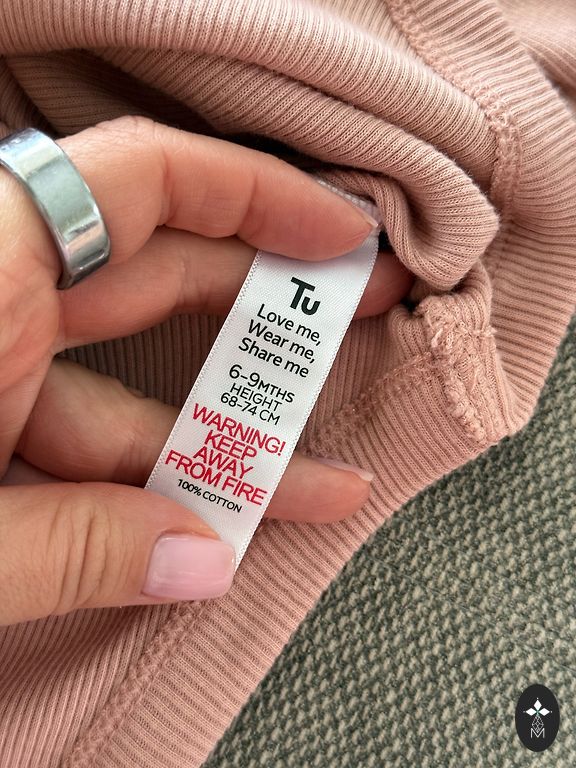 Tu
Love me,
Wear me,
Share me
6-9MTHS
HEIGHT
68-74 CM
WARNING!
KEEP
AWAY
FROM FIRE
100% COTTON
M